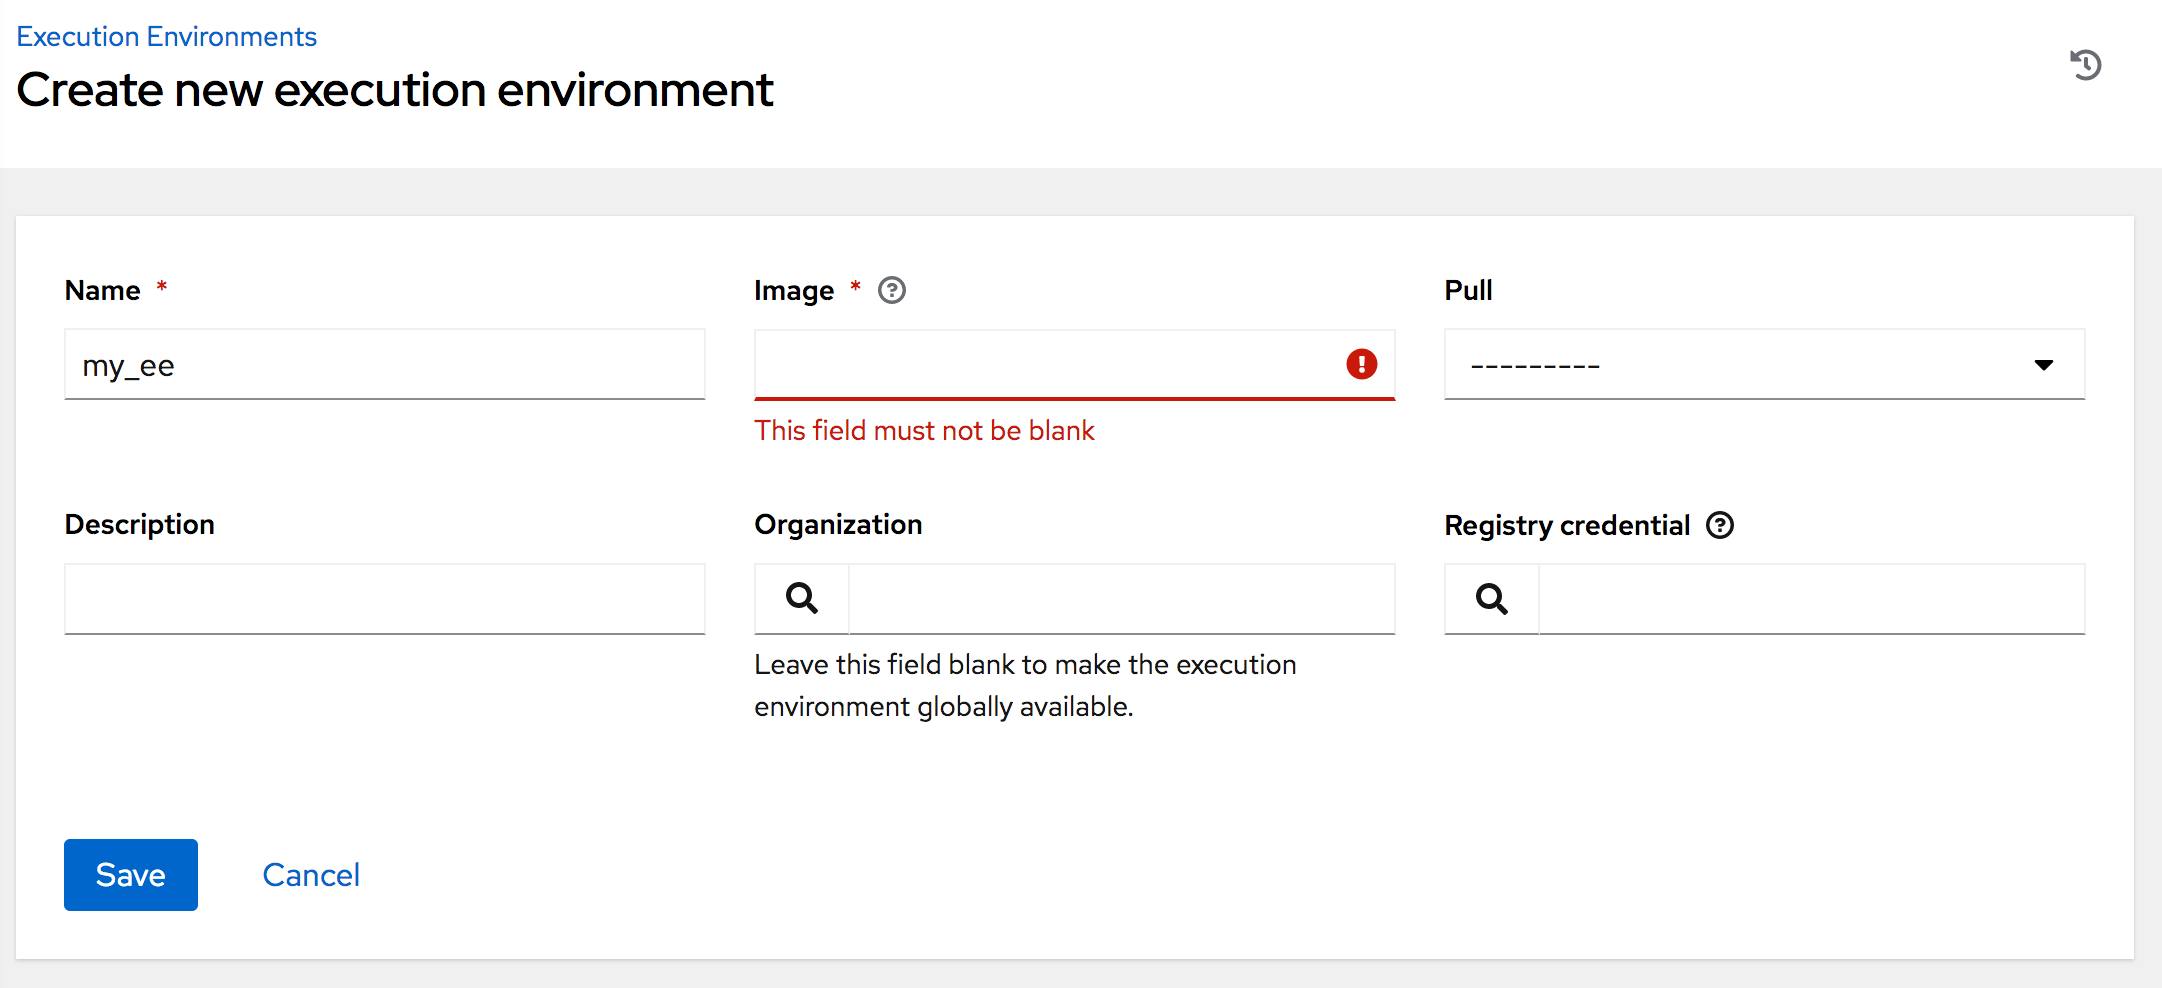 Execution Environments
Create new execution environment
Name *
Image *
Pull
my_ee
---------
This field must not be blank
Description
Organization
Registry credential
Leave this field blank to make the execution
environment globally available.
Save
Cancel